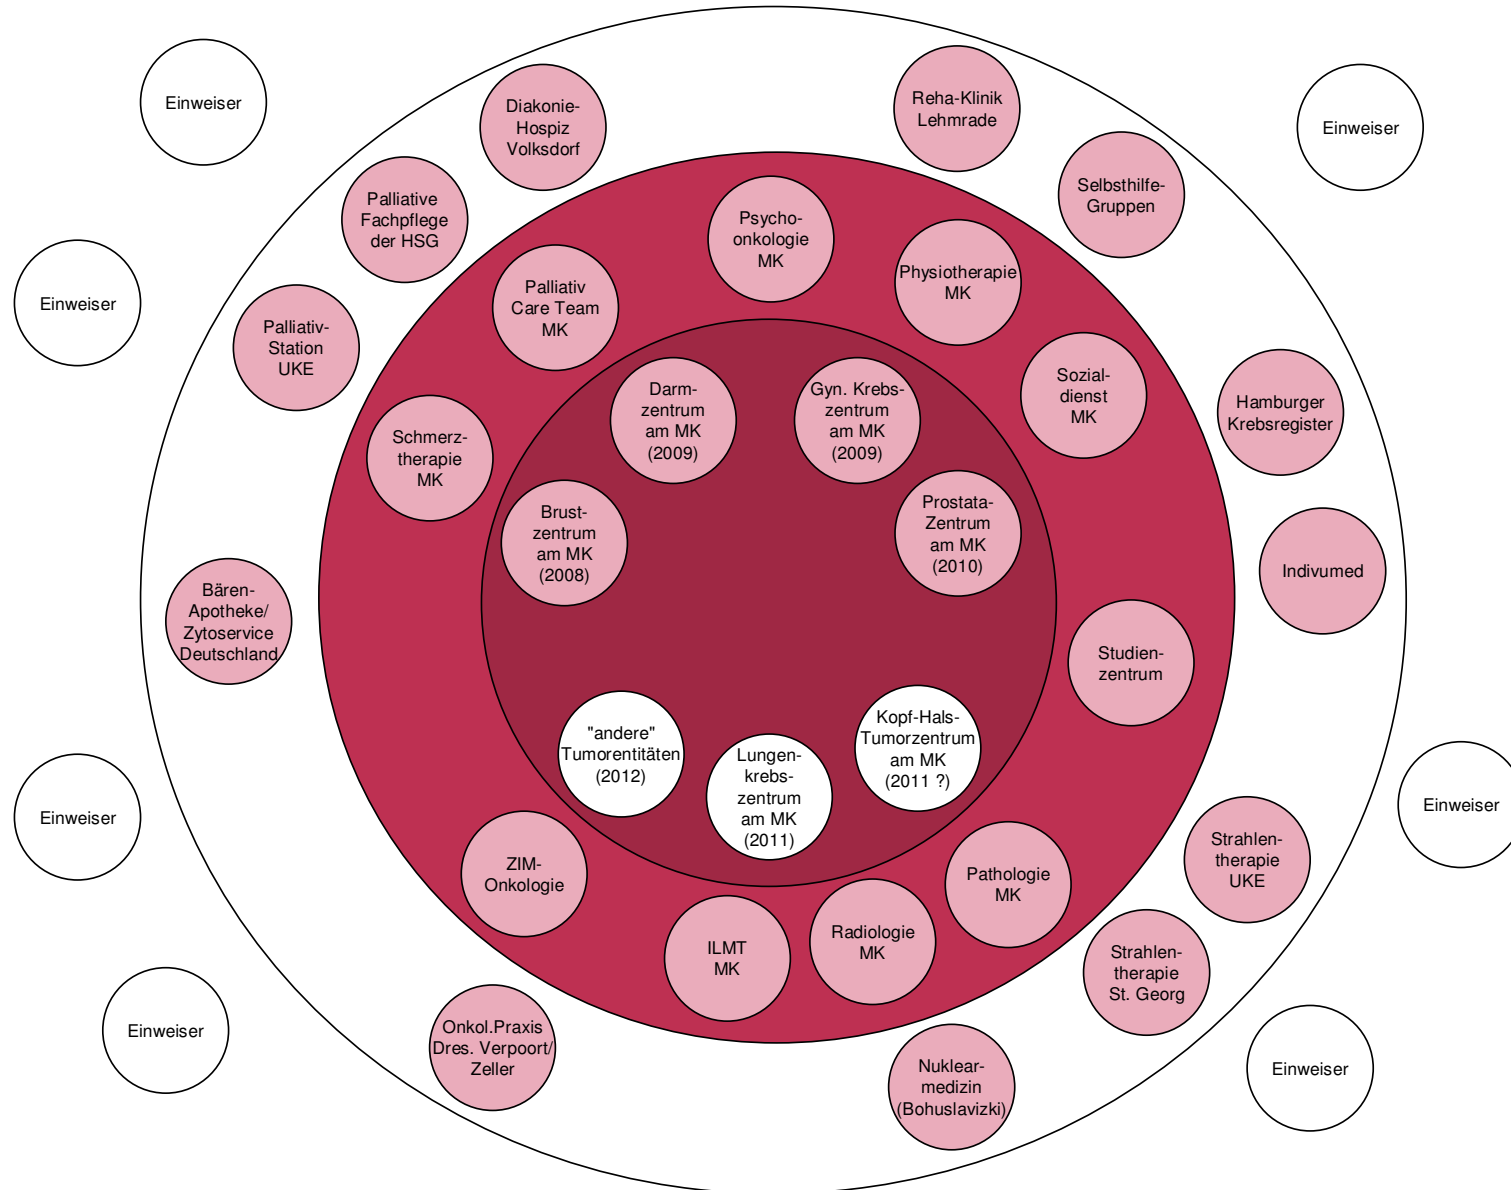 Einweiser
Diakonie-
Hospiz
Volksdorf
Reha-Klinik
Lehmrade
Einweiser
Palliative
Fachpflege
der HSG
Selbsthilfe-
Gruppen
Psycho-
onkologie
MK
Physiotherapie
MK
Einweiser
Palliativ
Care Team
MK
Palliativ-
Station
UKE
Sozial-
dienst
MK
Hamburger
Krebsregister
Darm-
zentrum
am MK
(2009)
Gyn. Krebs-
zentrum
am MK
(2009)
Schmerz-
therapie
MK
Brust-
zentrum
am MK
(2008)
Prostata-
Zentrum
am MK
(2010)
Indivumed
Bären-
Apotheke/
Zytoservice
Deutschland
Studien-
zentrum
"andere"
Tumorentitäten
(2012)
Lungen-
krebs-
zentrum
am MK
(2011)
Kopf-Hals-
Tumorzentrum
am MK
(2011 ?)
Einweiser
Einweiser
ZIM-
Onkologie
Pathologie
MK
Strahlen-
therapie
UKE
ILMT
MK
Radiologie
MK
Strahlen-
therapie
St. Georg
Einweiser
Onkol.Praxis
Dres. Verpoort/
Zeller
Nuklear-
medizin
(Bohuslavizki)
Einweiser